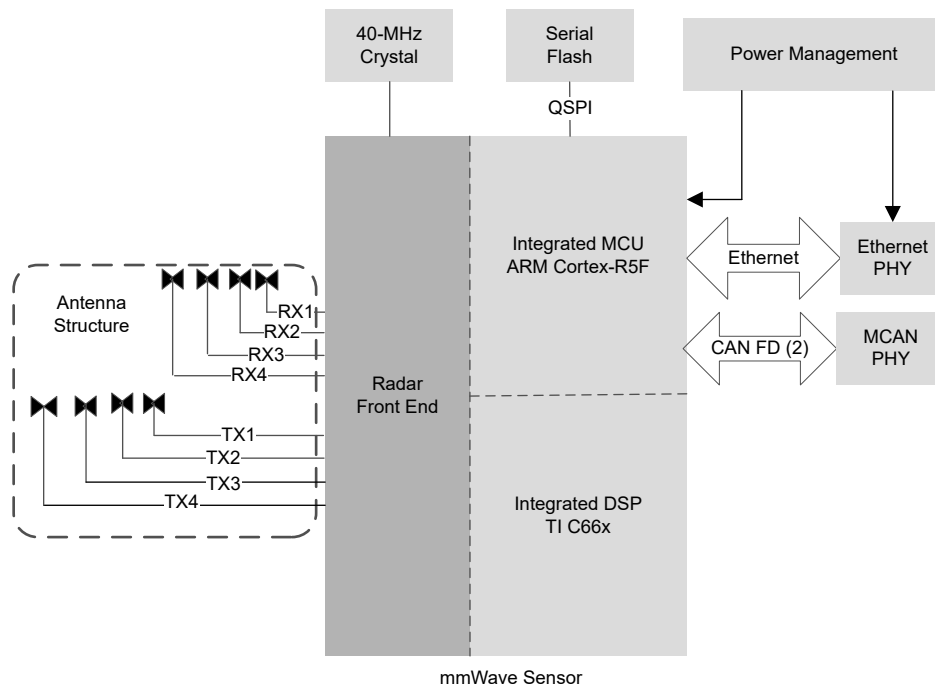 40-MHz
Crystal
Serial
Flash
Power Management
QSPI
Integrated MCU
ARM Cortex-R5F
Ethernet
Ethernet
PHY
Antenna
Structure
RX1
RX2
RX3
RX4
CAN FD (2)
MCAN
PHY
Radar
Front End
TX1
TX2
TX3
TX4
Integrated DSP
TI C66x
mmWave Sensor